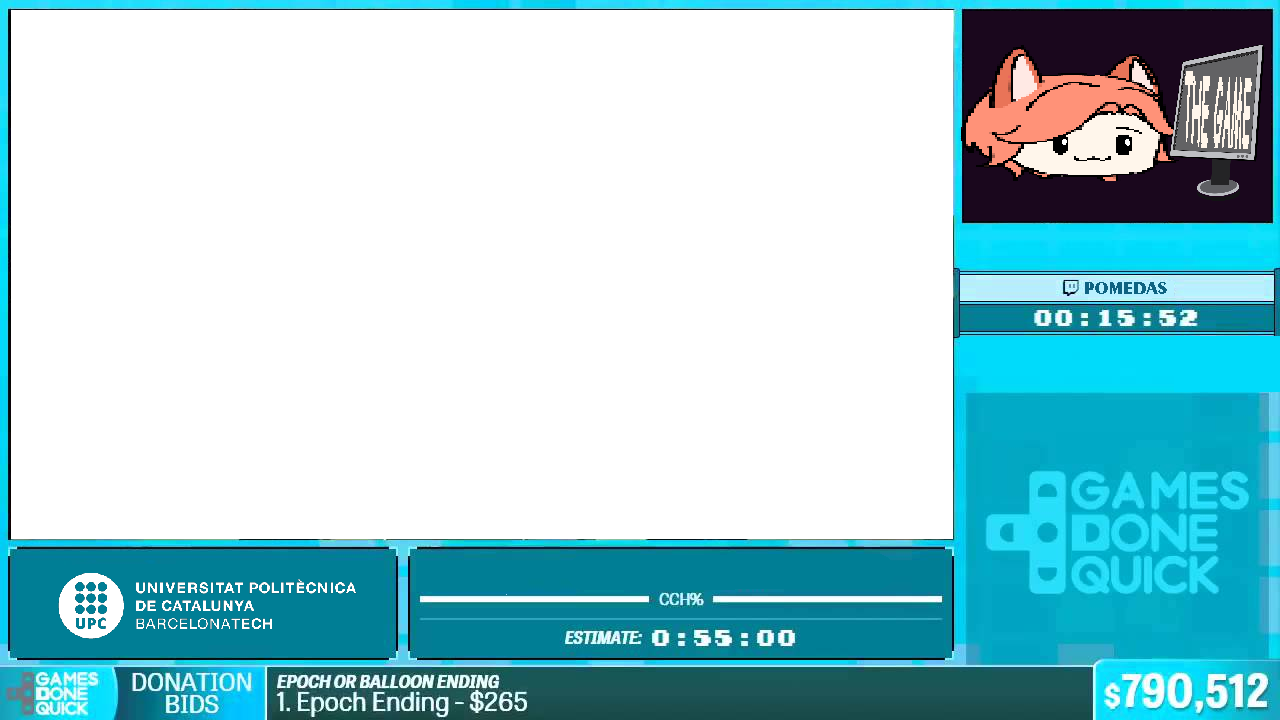 THE GAME
POMEDAS
00:15:52
GAMES
DONE
QUICK
UNIVERSITAT POLITÈCNICA
DE CATALUNYA
BARCELONATECH
UPC
CCH%
ESTIMATE: 0:55:00
GAMES
DONE
QUICK
DONATION
BIDS
EPOCH OR BALLOON ENDING
1. Epoch Ending - $265
$790,512